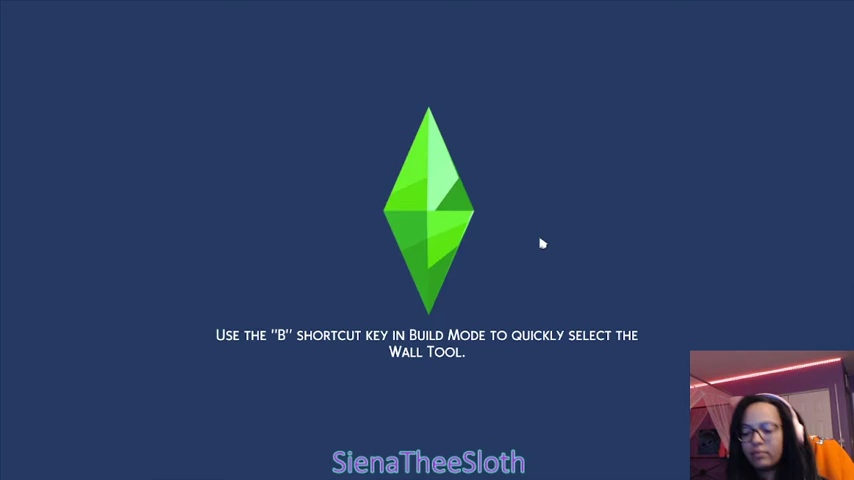 Use the "B" shortcut key in Build Mode to quickly select the
Wall Tool.
SienaTheeSloth